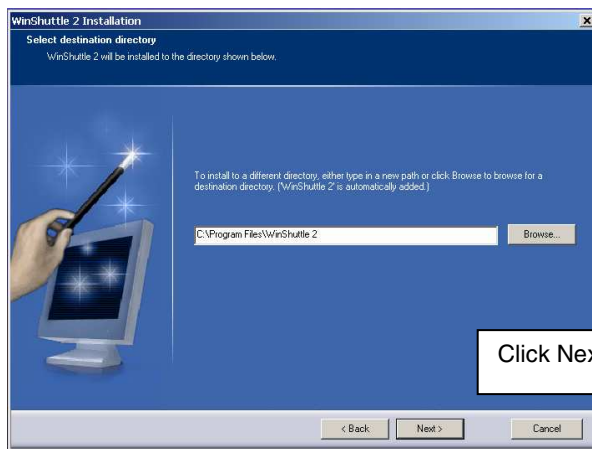 WinShuttle 2 Installation
Select destination directory
WinShuttle 2 will be installed to the directory shown below.
To install to a different directory, either type in a new path or click Browse to browse for a
destination directory. ('WinShuttle 2' is automatically added.)
C:\Program Files\WinShuttle 2
Browse...
Click Nex
< Back
Next >
Cancel